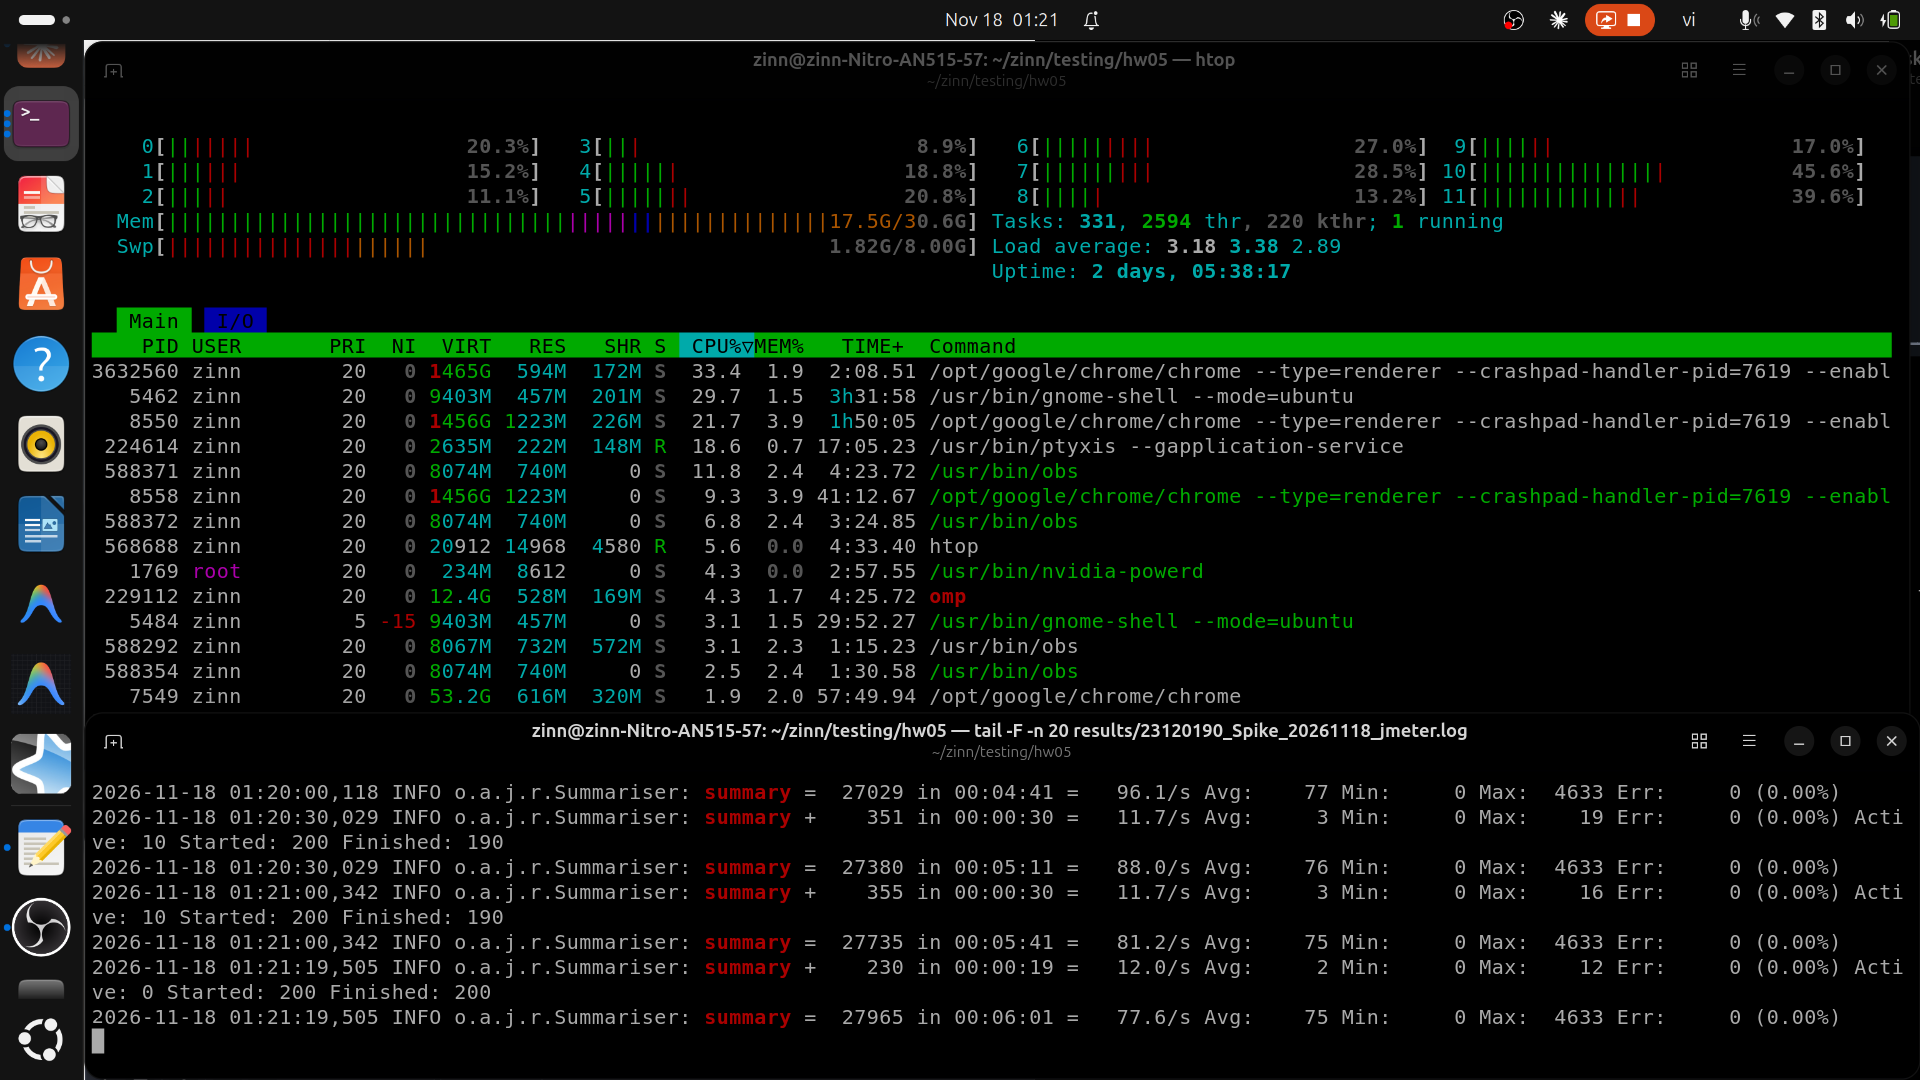 Nov 18 01:21
vi
zinn@zinn-Nitro-AN515-57: ~/zinn/testing/hw05 — htop
~/zinn/testing/hw05
0[|||||||     20.3%] 3[|||     8.9%] 6[|||||||||     27.0%] 9[||||||     17.0%]
1[||||||     15.2%] 4[||||||     18.8%] 7[|||||||||     28.5%] 10[|||||||||||||||     45.6%]
2[|||||     11.1%] 5[|||||||     20.8%] 8[|||||     13.2%] 11[|||||||||||||     39.6%]
Mem[||||||||||||||||||||||||||||||||||||||||||||||||||||||17.5G/30.6G] Tasks: 331, 2594 thr, 220 kthr; 1 running
Swp[|||||||||||||||||||||     1.82G/8.00G] Load average: 3.18 3.38 2.89
Uptime: 2 days, 05:38:17
Main I/O
PID USER PRI NI VIRT RES SHR S CPU%▽MEM% TIME+ Command
3632560 zinn 20 0 1465G 594M 172M S 33.4 1.9 2:08.51 /opt/google/chrome/chrome --type=renderer --crashpad-handler-pid=7619 --enabl
5462 zinn 20 0 9403M 457M 201M S 29.7 1.5 3h31:58 /usr/bin/gnome-shell --mode=ubuntu
8550 zinn 20 0 1456G 1223M 226M S 21.7 3.9 1h50:05 /opt/google/chrome/chrome --type=renderer --crashpad-handler-pid=7619 --enabl
224614 zinn 20 0 2635M 222M 148M R 18.6 0.7 17:05.23 /usr/bin/ptyxis --gapplication-service
588371 zinn 20 0 8074M 740M 0 S 11.8 2.4 4:23.72 /usr/bin/obs
8558 zinn 20 0 1456G 1223M 0 S 9.3 3.9 41:12.67 /opt/google/chrome/chrome --type=renderer --crashpad-handler-pid=7619 --enabl
588372 zinn 20 0 8074M 740M 0 S 6.8 2.4 3:24.85 /usr/bin/obs
568688 zinn 20 0 20912 14968 4580 R 5.6 0.0 4:33.40 htop
1769 root 20 0 234M 8612 0 S 4.3 0.0 2:57.55 /usr/bin/nvidia-powerd
229112 zinn 20 0 12.4G 528M 169M S 4.3 1.7 4:25.72 omp
5484 zinn 5 -15 9403M 457M 0 S 3.1 1.5 29:52.27 /usr/bin/gnome-shell --mode=ubuntu
588292 zinn 20 0 8067M 732M 572M S 3.1 2.3 1:15.23 /usr/bin/obs
588354 zinn 20 0 8074M 740M 0 S 2.5 2.4 1:30.58 /usr/bin/obs
7549 zinn 20 0 53.2G 616M 320M S 1.9 2.0 57:49.94 /opt/google/chrome/chrome
zinn@zinn-Nitro-AN515-57: ~/zinn/testing/hw05 — tail -F -n 20 results/23120190_Spike_20261118_jmeter.log
~/zinn/testing/hw05
2026-11-18 01:20:00,118 INFO o.a.j.r.Summariser: summary = 27029 in 00:04:41 = 96.1/s Avg: 77 Min: 0 Max: 4633 Err: 0 (0.00%)
2026-11-18 01:20:30,029 INFO o.a.j.r.Summariser: summary + 351 in 00:00:30 = 11.7/s Avg: 3 Min: 0 Max: 19 Err: 0 (0.00%) Acti
ve: 10 Started: 200 Finished: 190
2026-11-18 01:20:30,029 INFO o.a.j.r.Summariser: summary = 27380 in 00:05:11 = 88.0/s Avg: 76 Min: 0 Max: 4633 Err: 0 (0.00%)
2026-11-18 01:21:00,342 INFO o.a.j.r.Summariser: summary + 355 in 00:00:30 = 11.7/s Avg: 3 Min: 0 Max: 16 Err: 0 (0.00%) Acti
ve: 10 Started: 200 Finished: 190
2026-11-18 01:21:00,342 INFO o.a.j.r.Summariser: summary = 27735 in 00:05:41 = 81.2/s Avg: 75 Min: 0 Max: 4633 Err: 0 (0.00%)
2026-11-18 01:21:19,505 INFO o.a.j.r.Summariser: summary + 230 in 00:00:19 = 12.0/s Avg: 2 Min: 0 Max: 12 Err: 0 (0.00%) Acti
ve: 0 Started: 200 Finished: 200
2026-11-18 01:21:19,505 INFO o.a.j.r.Summariser: summary = 27965 in 00:06:01 = 77.6/s Avg: 75 Min: 0 Max: 4633 Err: 0 (0.00%)